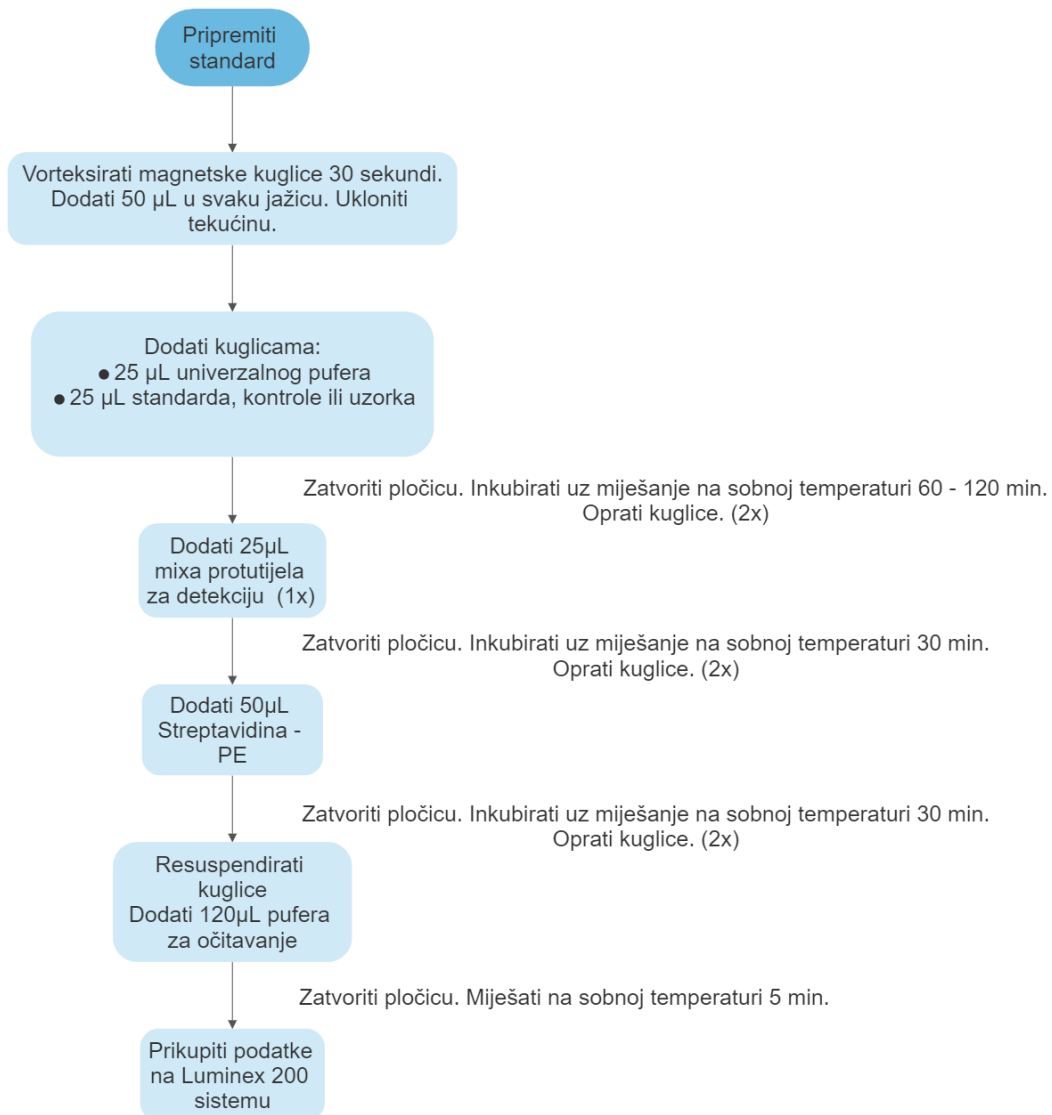 Pripremiti
standard
Vorteksirati magnetske kuglice 30 sekundi.
Dodati 50 µL u svaku jažicu. Ukloniti
tekućinu.
Dodati kuglicama:
● 25 µL univerzalnog pufera
● 25 µL standarda, kontrole ili uzorka
Zatvoriti pločicu. Inkubirati uz miješanje na sobnoj temperaturi 60 - 120 min.
Oprati kuglice. (2x)
Dodati 25µL
mixa protutijela
za detekciju (1x)
Zatvoriti pločicu. Inkubirati uz miješanje na sobnoj temperaturi 30 min.
Oprati kuglice. (2x)
Dodati 50µL
Streptavidina -
PE
Zatvoriti pločicu. Inkubirati uz miješanje na sobnoj temperaturi 30 min.
Oprati kuglice. (2x)
Resuspendirati
kuglice
Dodati 120µL pufera
za očitavanje
Zatvoriti pločicu. Miješati na sobnoj temperaturi 5 min.
Prikupiti podatke
na Luminex 200
sistemu